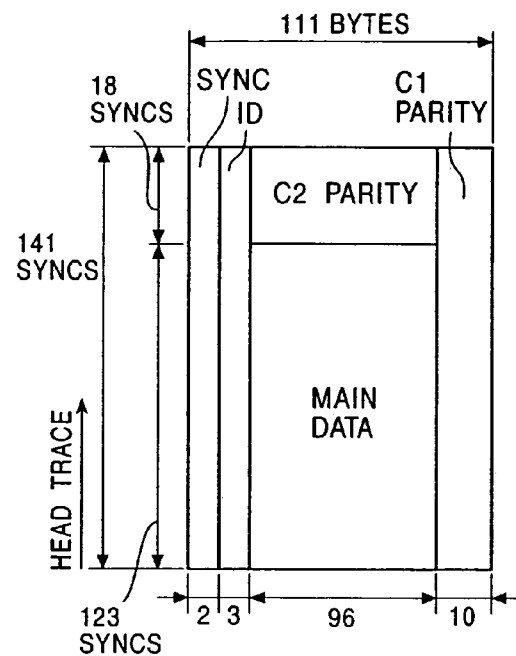 111 BYTES
18
SYNCS
SYNC
ID
C1
PARITY
C2 PARITY
141
SYNCS
MAIN
DATA
HEAD TRACE
123
SYNCS
2 3 96 10